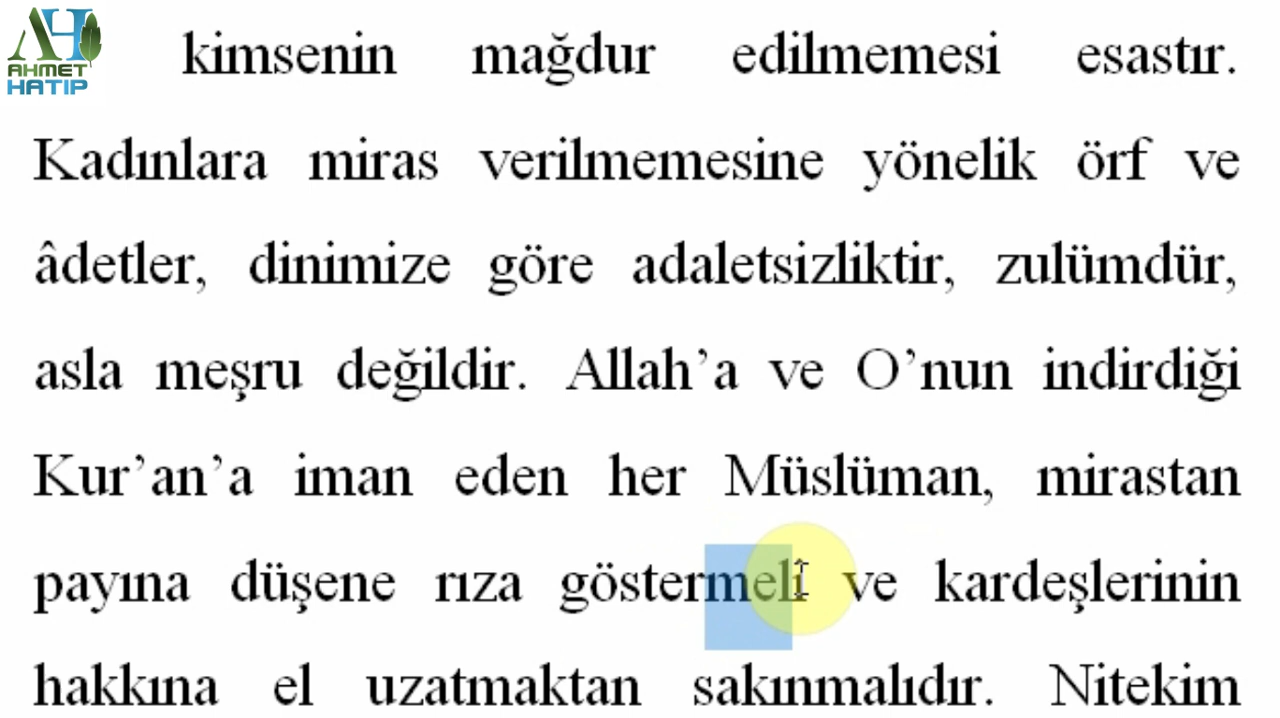 AH
AHMET
HATIP
kimsenin mağdur edilmemesi esastır.
Kadınlara miras verilmemesine yönelik örf ve
âdetler, dinimize göre adaletsizliktir, zulümdür,
asla meşru değildir. Allah’a ve O’nun indirdiği
Kur’an’a iman eden her Müslüman, mirastan
payına düşene rıza göstermeli ve kardeşlerinin
hakkına el uzatmaktan sakınmalıdır. Nitekim